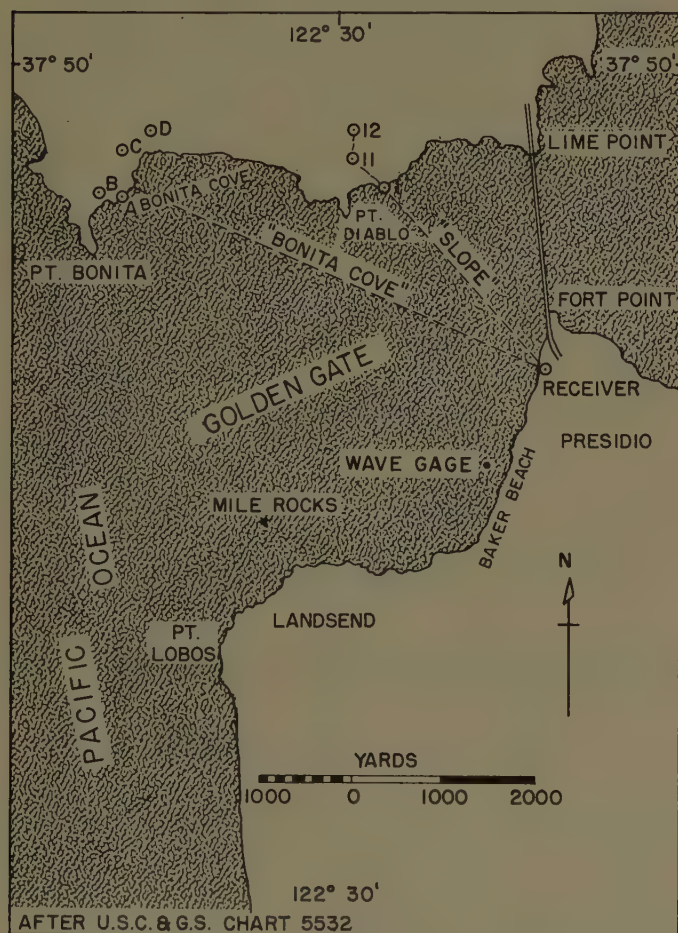 122° 30'
37° 50'
37° 50'
12
D
C
11
LIME POINT
B
A BONITA COVE
PT. DIABLO
"SLOPE"
"BONITA COVE"
PT. BONITA
FORT POINT
GOLDEN GATE
RECEIVER
PRESIDIO
WAVE GAGE
BAKER BEACH
MILE ROCKS
PACIFIC OCEAN
N
LANDSEND
PT. LOBOS
YARDS
1000 0 1000 2000
122° 30'
AFTER U.S.C. & G.S. CHART 5532